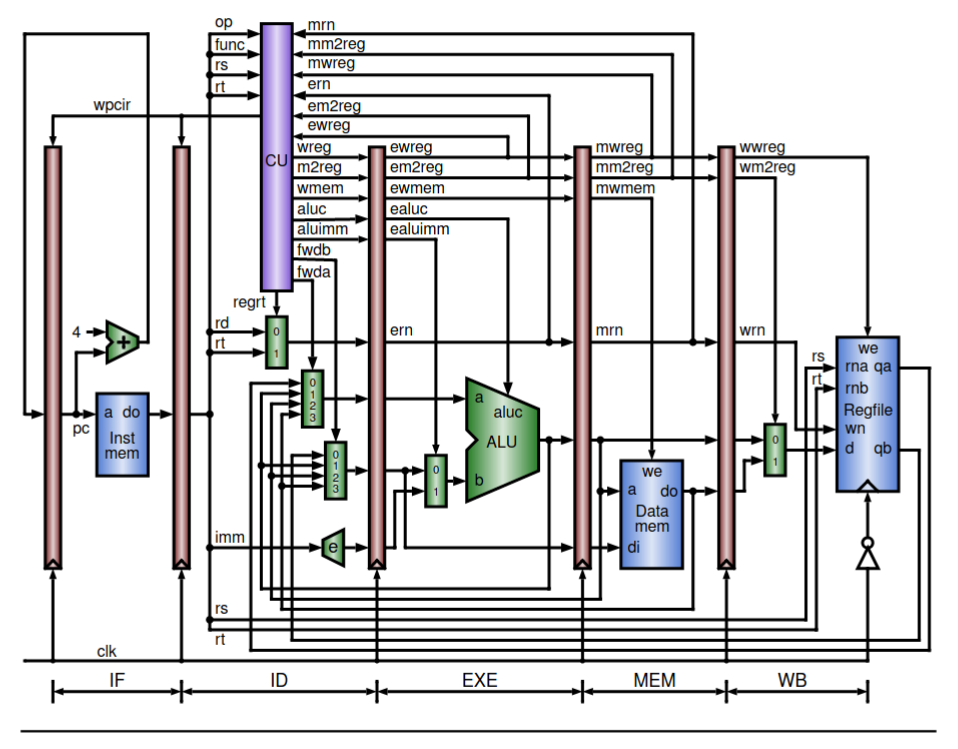 op
mrn
func
mm2reg
rs
mwreg
rt
ern
wpcir
em2reg
ewreg
CU
wreg
ewreg
mwreg
wwreg
m2reg
em2reg
mm2reg
wm2reg
wmem
ewmem
mwmem
aluc
ealuc
aluimm
ealuimm
fwdb
fwda
regrt
rd
0
ern
mrn
wrn
rt
1
4
+
we
rs
rna qa
rt
rnb
Regfile
wn
d qb
0
1
2
3
a
aluc
ALU
b
a do
Inst
mem
pc
0
1
2
3
0
1
0
1
we
a do
Data
mem
di
imm
e
rs
rt
clk
IF
ID
EXE
MEM
WB